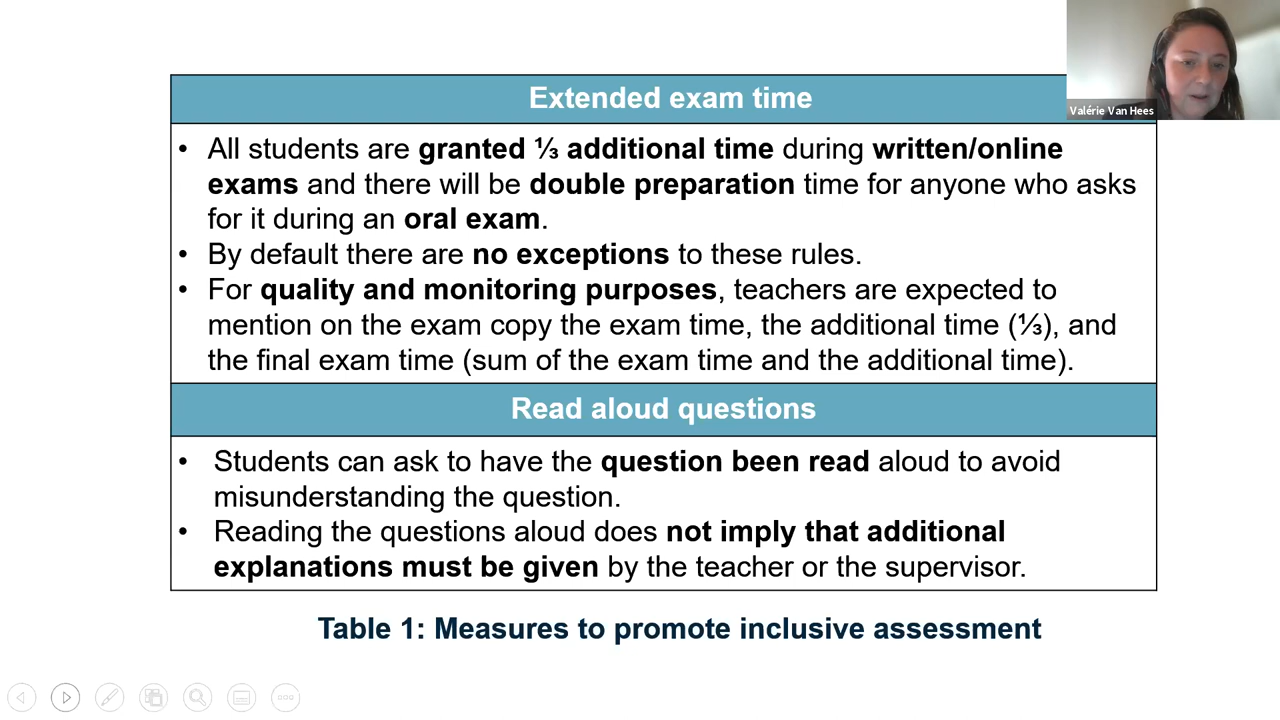 Valérie Van Hees
Extended exam time
• All students are granted ⅓ additional time during written/online
exams and there will be double preparation time for anyone who asks
for it during an oral exam.
• By default there are no exceptions to these rules.
• For quality and monitoring purposes, teachers are expected to
mention on the exam copy the exam time, the additional time (⅓), and
the final exam time (sum of the exam time and the additional time).
Read aloud questions
• Students can ask to have the question been read aloud to avoid
misunderstanding the question.
• Reading the questions aloud does not imply that additional
explanations must be given by the teacher or the supervisor.
Table 1: Measures to promote inclusive assessment